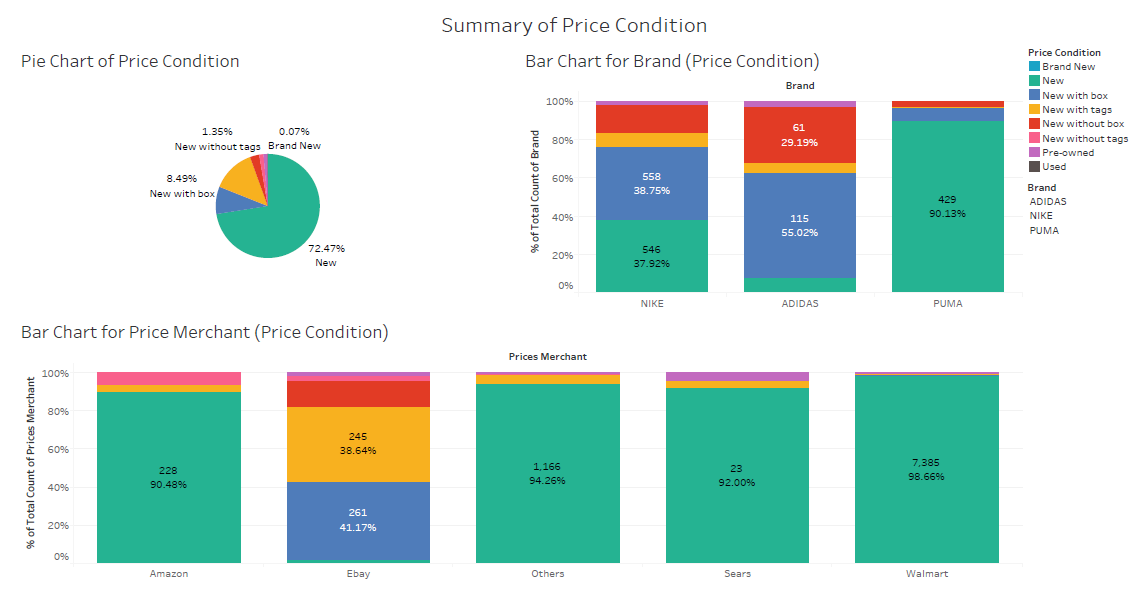 Summary of Price Condition
Pie Chart of Price Condition
1.35%
New without tags
0.07%
Brand New
8.49%
New with box
72.47%
New
Bar Chart for Brand (Price Condition)
Brand
% of Total Count of Brand
100%
80%
60%
40%
20%
0%
558
38.75%
546
37.92%
61
29.19%
115
55.02%
429
90.13%
NIKE
ADIDAS
PUMA
Price Condition
Brand New
New
New with box
New with tags
New without box
New without tags
Pre-owned
Used
Brand
ADIDAS
NIKE
PUMA
Bar Chart for Price Merchant (Price Condition)
Prices Merchant
% of Total Count of Prices Merchant
100%
80%
60%
40%
20%
0%
228
90.48%
245
38.64%
261
41.17%
1,166
94.26%
23
92.00%
7,385
98.66%
Amazon
Ebay
Others
Sears
Walmart